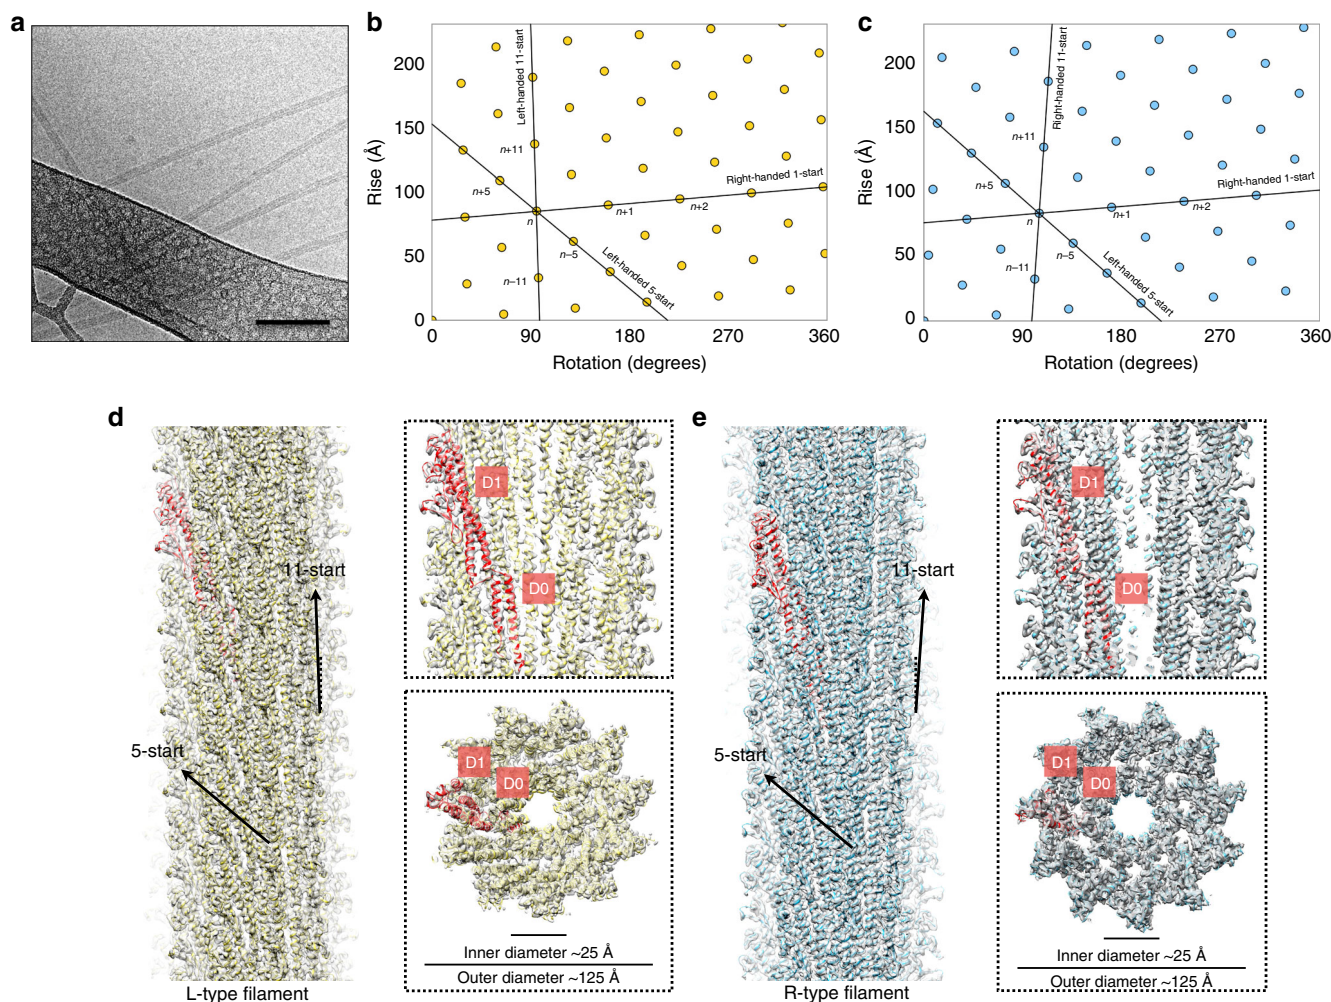 a
b
c
Rise (Å)
200
150
100
50
0
0
90
180
270
360
Rotation (degrees)
Left-handed 11-start
n+11
n+5
n
n+1
n+2
n–5
n–11
Right-handed 1-start
Left-handed 5-start
Rise (Å)
200
150
100
50
0
0
90
180
270
360
Rotation (degrees)
Right-handed 11-start
n+11
n+5
n
n+1
n+2
n–5
n–11
Right-handed 1-start
Left-handed 5-start
d
11-start
5-start
L-type filament
D1
D0
D1
D0
Inner diameter ~25 Å
Outer diameter ~125 Å
e
11-start
5-start
R-type filament
D1
D0
D1
D0
Inner diameter ~25 Å
Outer diameter ~125 Å